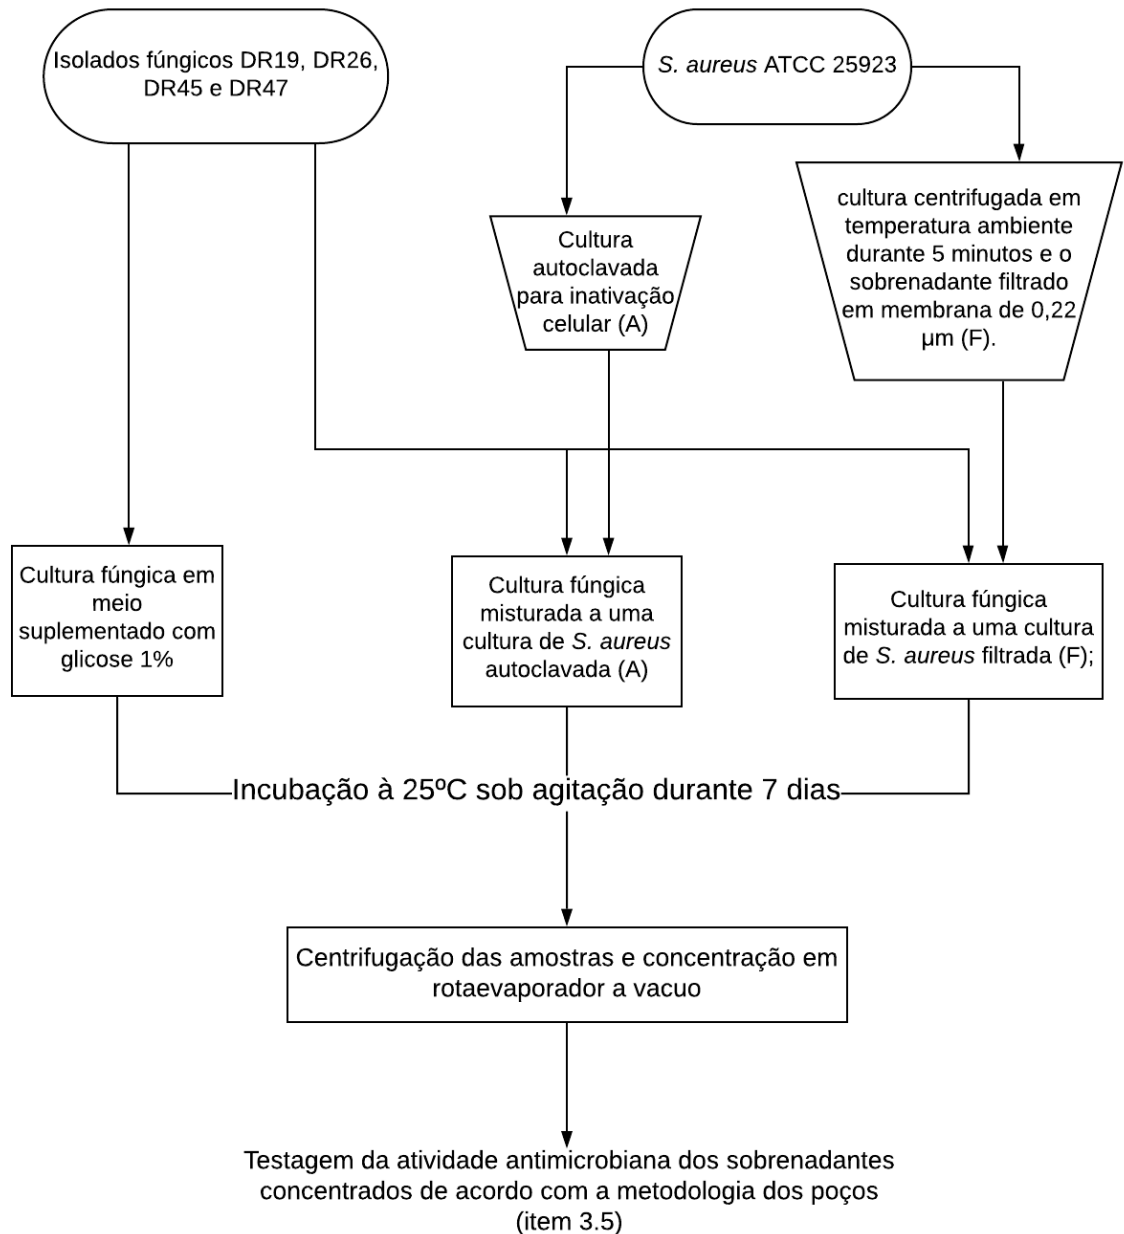 Isolados fúngicos DR19, DR26,
DR45 e DR47
S. aureus ATCC 25923
Cultura
autoclavada
para inativação
celular (A)
cultura centrifugada em
temperatura ambiente
durante 5 minutos e o
sobrenadante filtrado
em membrana de 0,22
µm (F).
Cultura fúngica em
meio
suplementado com
glicose 1%
Cultura fúngica
misturada a uma
cultura de S. aureus
autoclavada (A)
Cultura fúngica
misturada a uma cultura
de S. aureus filtrada (F);
Incubação à 25ºC sob agitação durante 7 dias
Centrifugação das amostras e concentração em
rotaevaporador a vacuo
Testagem da atividade antimicrobiana dos sobrenadantes
concentrados de acordo com a metodologia dos poços
(item 3.5)